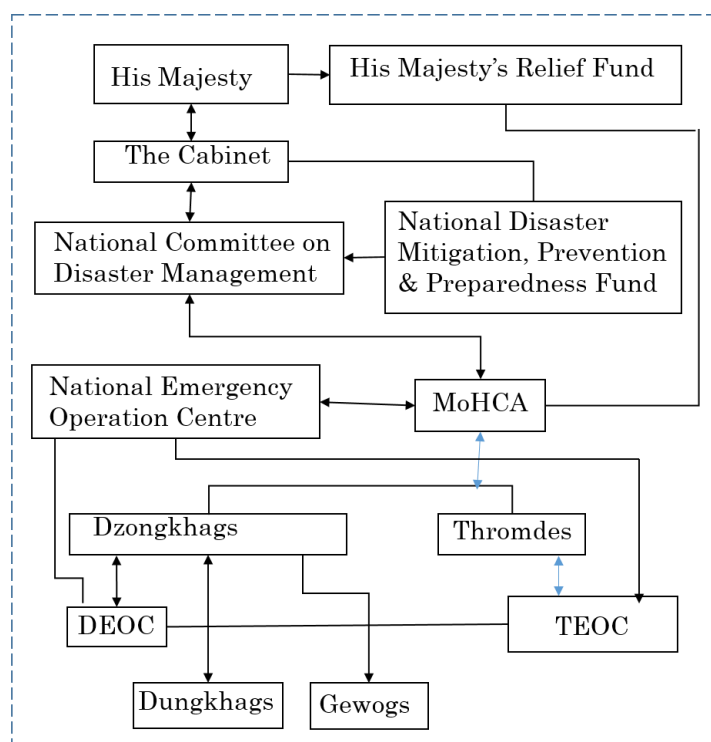 His Majesty
His Majesty's Relief Fund
The Cabinet
National Committee on
Disaster Management
National Disaster
Mitigation, Prevention
& Preparedness Fund
National Emergency
Operation Centre
MoHCA
Dzongkhags
Thromdes
DEOC
TEOC
Dungkhags
Gewogs